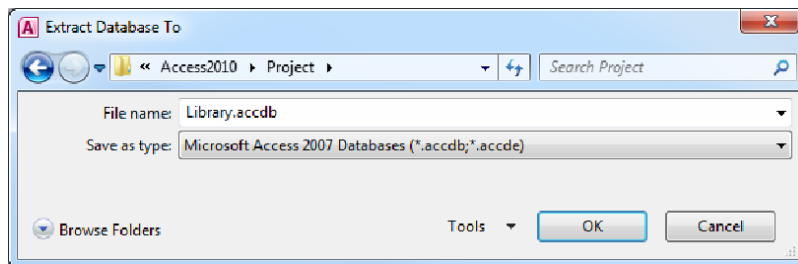 Extract Database To
« Access2010 Project Search Project
File name: Library.accdb
Save as type: Microsoft Access 2007 Databases (*.accdb;*.accde)
Browse Folders Tools OK Cancel